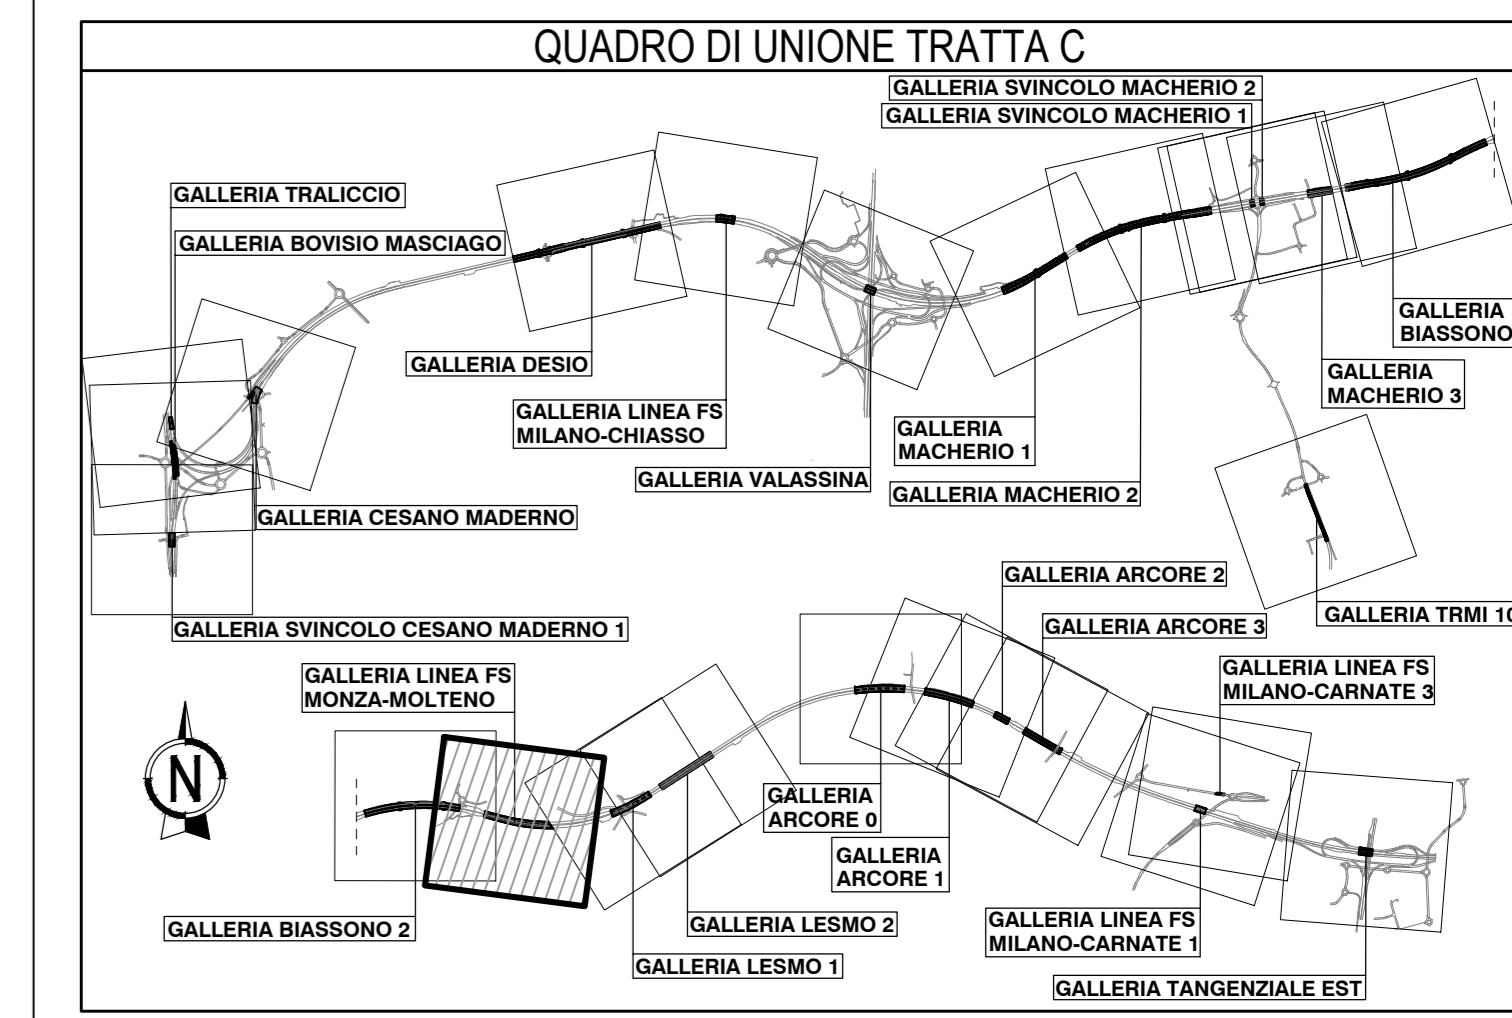 QUADRO DI UNIONE TRATTA C
GALLERIA SVINCOLO MACHERIO 2
GALLERIA SVINCOLO MACHERIO 1
GALLERIA TRALICCIO
GALLERIA BOVISIO MASCIAGO
GALLERIA DESIO
GALLERIA LINEA FS
MILANO-CHIASSO
GALLERIA VALASSINA
GALLERIA
MACHERIO 1
GALLERIA MACHERIO 2
GALLERIA
BIASSONO
GALLERIA
MACHERIO 3
GALLERIA CESANO MADERNO
GALLERIA SVINCOLO CESANO MADERNO 1
GALLERIA TRMI 10
GALLERIA ARCORE 2
GALLERIA ARCORE 3
GALLERIA LINEA FS
MONZA-MOLTENO
GALLERIA LINEA FS
MILANO-CARNATE 3
N
GALLERIA
ARCORE 0
GALLERIA
ARCORE 1
GALLERIA BIASSONO 2
GALLERIA LESMO 2
GALLERIA LESMO 1
GALLERIA LINEA FS
MILANO-CARNATE 1
GALLERIA TANGENZIALE EST